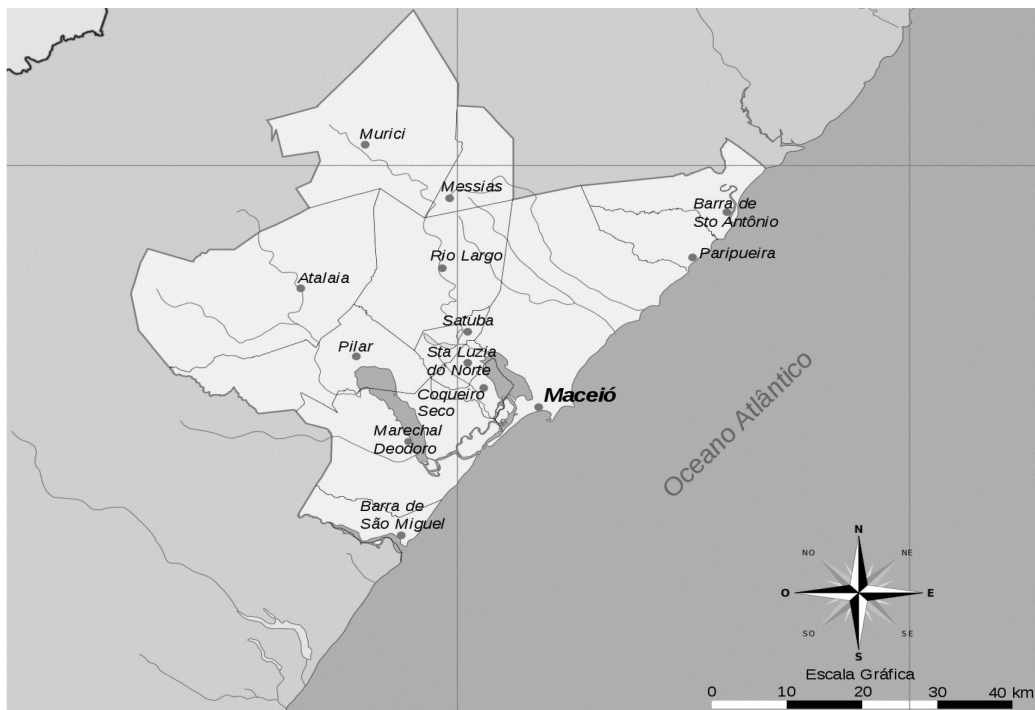 Murici
Messias
Barra de
Sto Antônio
Paripueira
Rio Largo
Atalaia
Satuba
Pilar
Sta Luzia
do Norte
Coqueiro
Seco
Maceió
Marechal
Deodoro
Barra de
São Miguel
Oceano Atlântico
N
NO
NE
O
E
SO
SE
S
Escala Gráfica
0 10 20 30 40 km